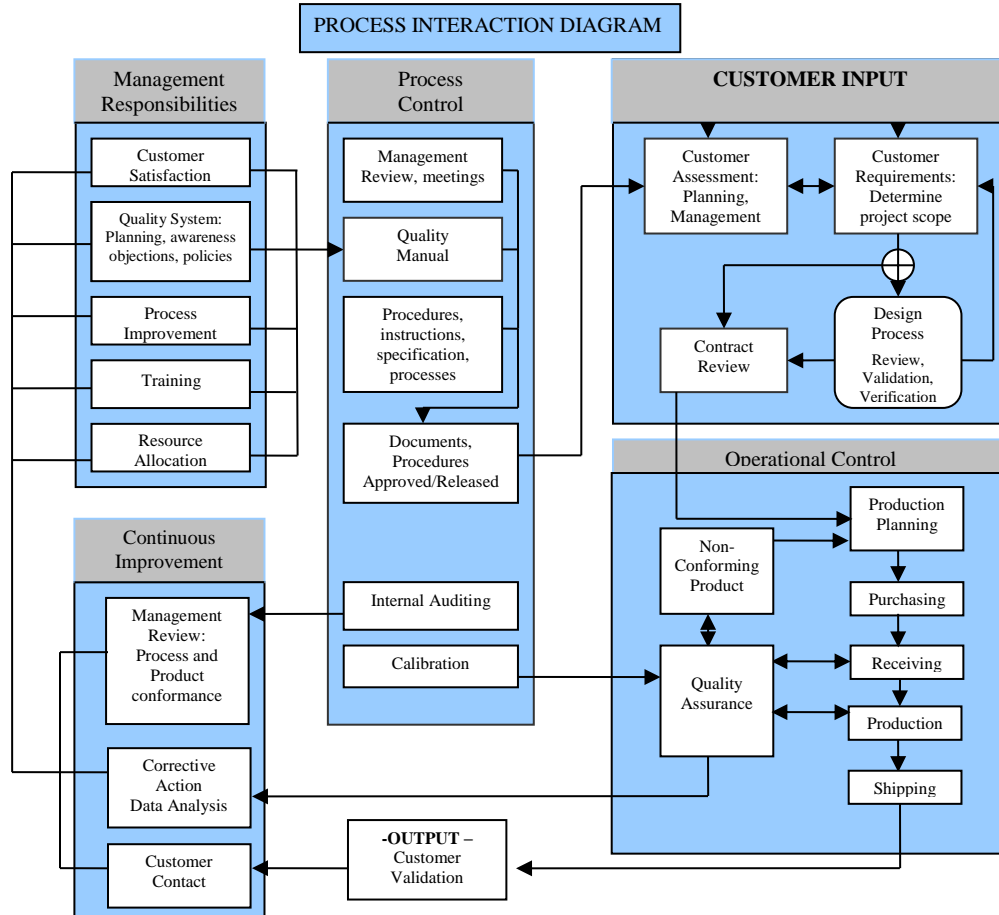 PROCESS INTERACTION DIAGRAM
Management
Responsibilities
Customer
Satisfaction
Quality System:
Planning, awareness
objections, policies
Process
Improvement
Training
Resource
Allocation
Process
Control
Management
Review, meetings
Quality
Manual
Procedures,
instructions,
specification,
processes
Documents,
Procedures
Approved/Released
Internal Auditing
Calibration
CUSTOMER INPUT
Customer
Assessment:
Planning,
Management
Customer
Requirements:
Determine
project scope
Contract
Review
Design
Process
Review,
Validation,
Verification
Operational Control
Production
Planning
Non-
Conforming
Product
Purchasing
Quality
Assurance
Receiving
Production
Shipping
Continuous
Improvement
Management
Review:
Process and
Product
conformance
Corrective
Action
Data Analysis
Customer
Contact
-OUTPUT –
Customer
Validation